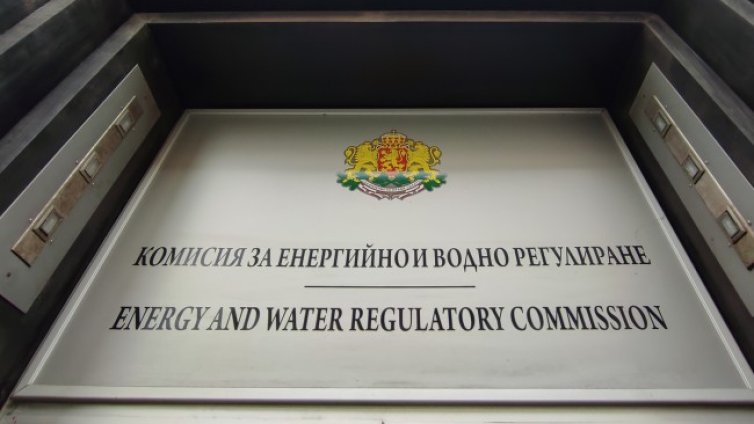 КОМИСИЯ ЗА ЕНЕРГИЙНО И ВОДНО РЕГУЛИРАНЕ
ENERGY AND WATER REGULATORY COMMISSION